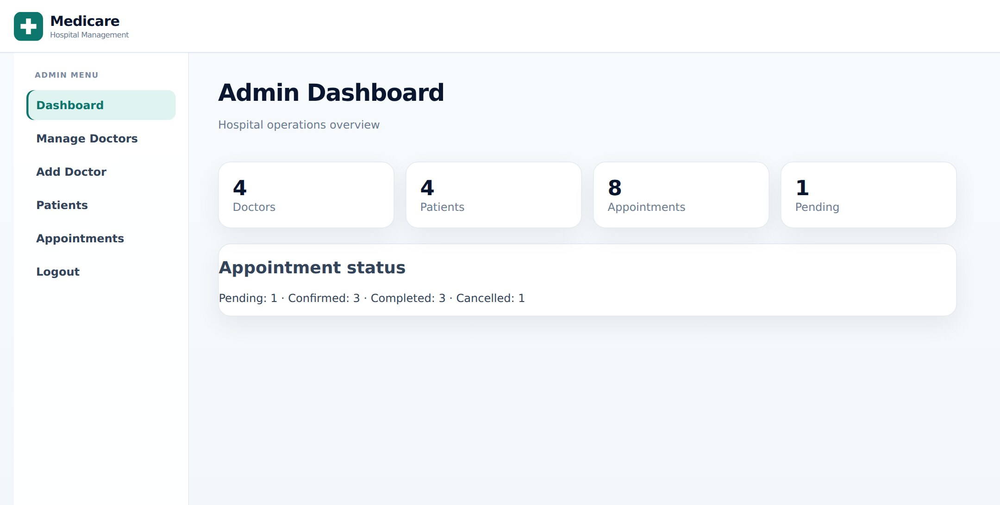 Medicare
Hospital Management
ADMIN MENU
Dashboard
Manage Doctors
Add Doctor
Patients
Appointments
Logout
Admin Dashboard
Hospital operations overview
4
Doctors
4
Patients
8
Appointments
1
Pending
Appointment status
Pending: 1 · Confirmed: 3 · Completed: 3 · Cancelled: 1